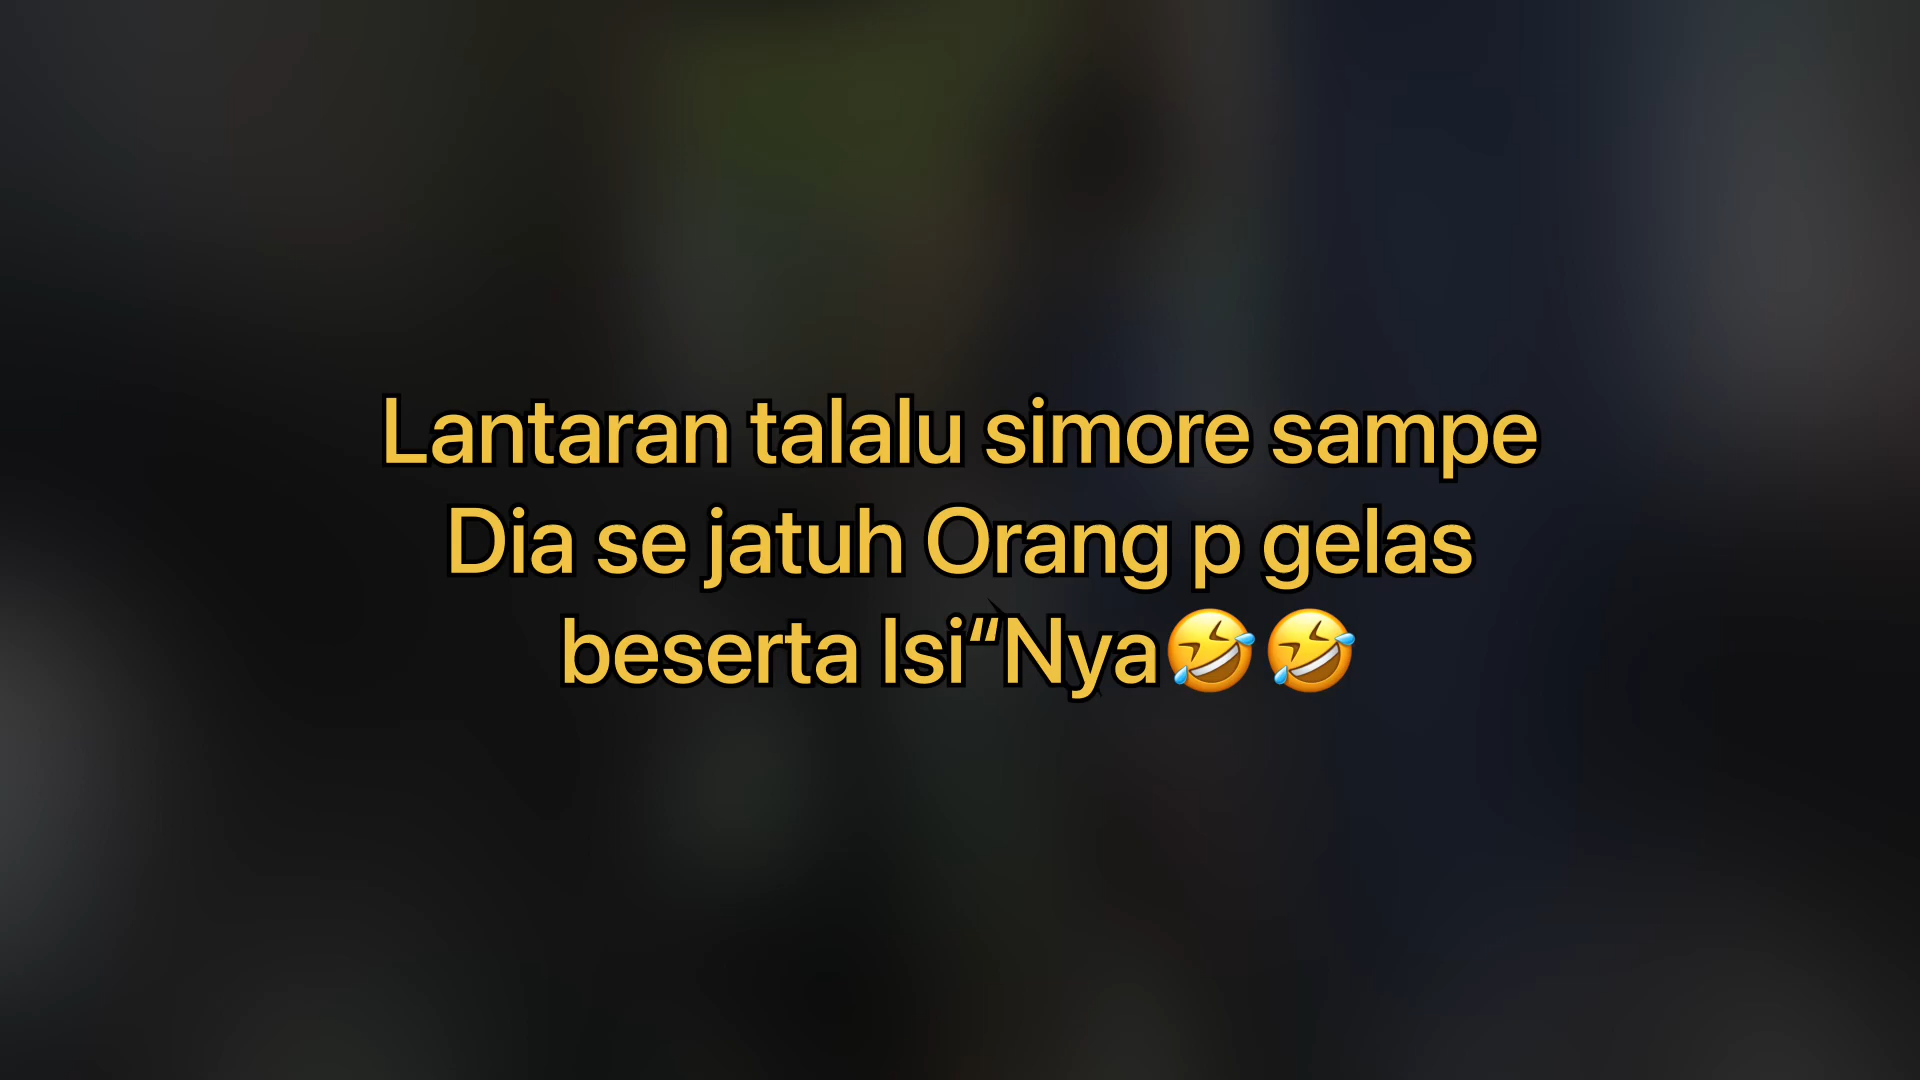 Lantaran talalu simore sampe
Dia se jatuh Orang p gelas
beserta Isi“Nya🤣🤣